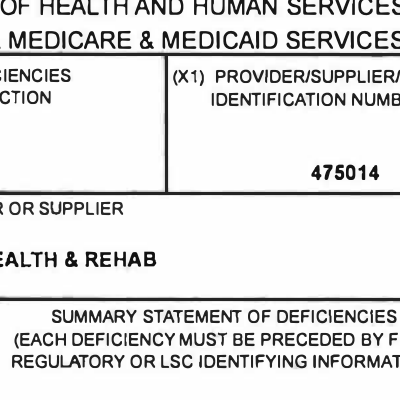 OF HEALTH AND HUMAN SERVICES
MEDICARE & MEDICAID SERVICES
CIENCIES
CTION
(X1) PROVIDER/SUPPLIER/
IDENTIFICATION NUMB
475014
R OR SUPPLIER
EALTH & REHAB
SUMMARY STATEMENT OF DEFICIENCIES
(EACH DEFICIENCY MUST BE PRECEDED BY F
REGULATORY OR LSC IDENTIFYING INFORMAT